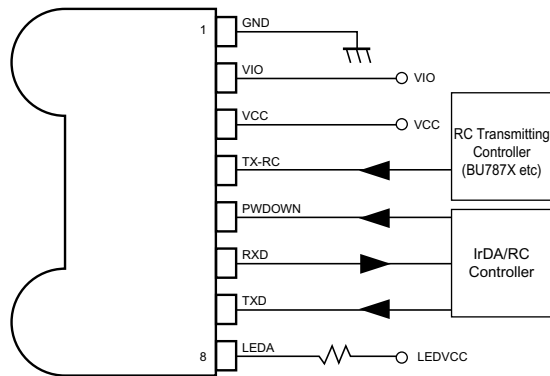 1
GND
VIO
VIO
VCC
VCC
TX-RC
PWDOWN
RXD
TXD
8
LEDA
LEDVCC
RC Transmitting
Controller
(BU787X etc)
IrDA/RC
Controller